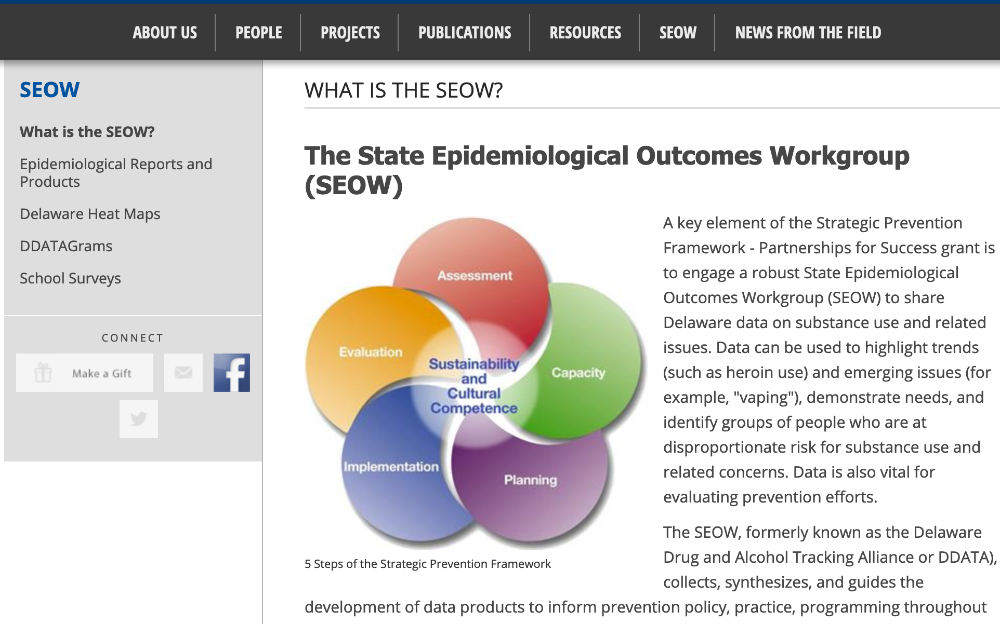 ABOUT US
PEOPLE
PROJECTS
PUBLICATIONS
RESOURCES
SEOW
NEWS FROM THE FIELD
SEOW
What is the SEOW?
Epidemiological Reports and
Products
Delaware Heat Maps
DDATAGrams
School Surveys
CONNECT
Make a Gift
WHAT IS THE SEOW?
The State Epidemiological Outcomes Workgroup
(SEOW)
Assessment
Evaluation
Capacity
Sustainability
and
Cultural
Competence
Implementation
Planning
5 Steps of the Strategic Prevention Framework
A key element of the Strategic Prevention
Framework - Partnerships for Success grant is
to engage a robust State Epidemiological
Outcomes Workgroup (SEOW) to share
Delaware data on substance use and related
issues. Data can be used to highlight trends
(such as heroin use) and emerging issues (for
example, "vaping"), demonstrate needs, and
identify groups of people who are at
disproportionate risk for substance use and
related concerns. Data is also vital for
evaluating prevention efforts.
The SEOW, formerly known as the Delaware
Drug and Alcohol Tracking Alliance or DDATA),
collects, synthesizes, and guides the
development of data products to inform prevention policy, practice, programming throughout